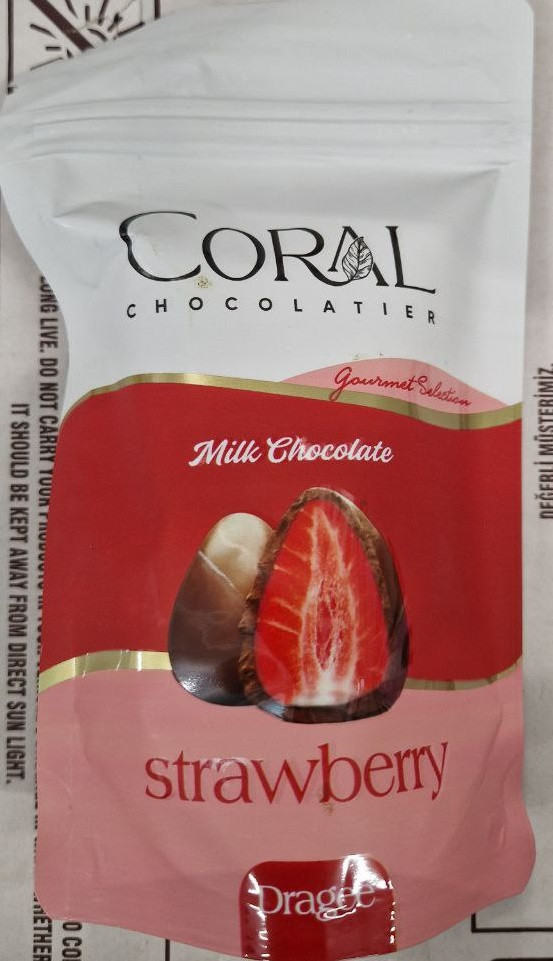 CORAL
CHOCOLATIER
Gourmet Selection
Milk Chocolate
strawberry
Dragee
LONG LIVE. DO NOT CARRY YOUR
IT SHOULD BE KEPT AWAY FROM DIRECT SUN LIGHT.
DEĞERLİ MÜŞTERİMİZ,